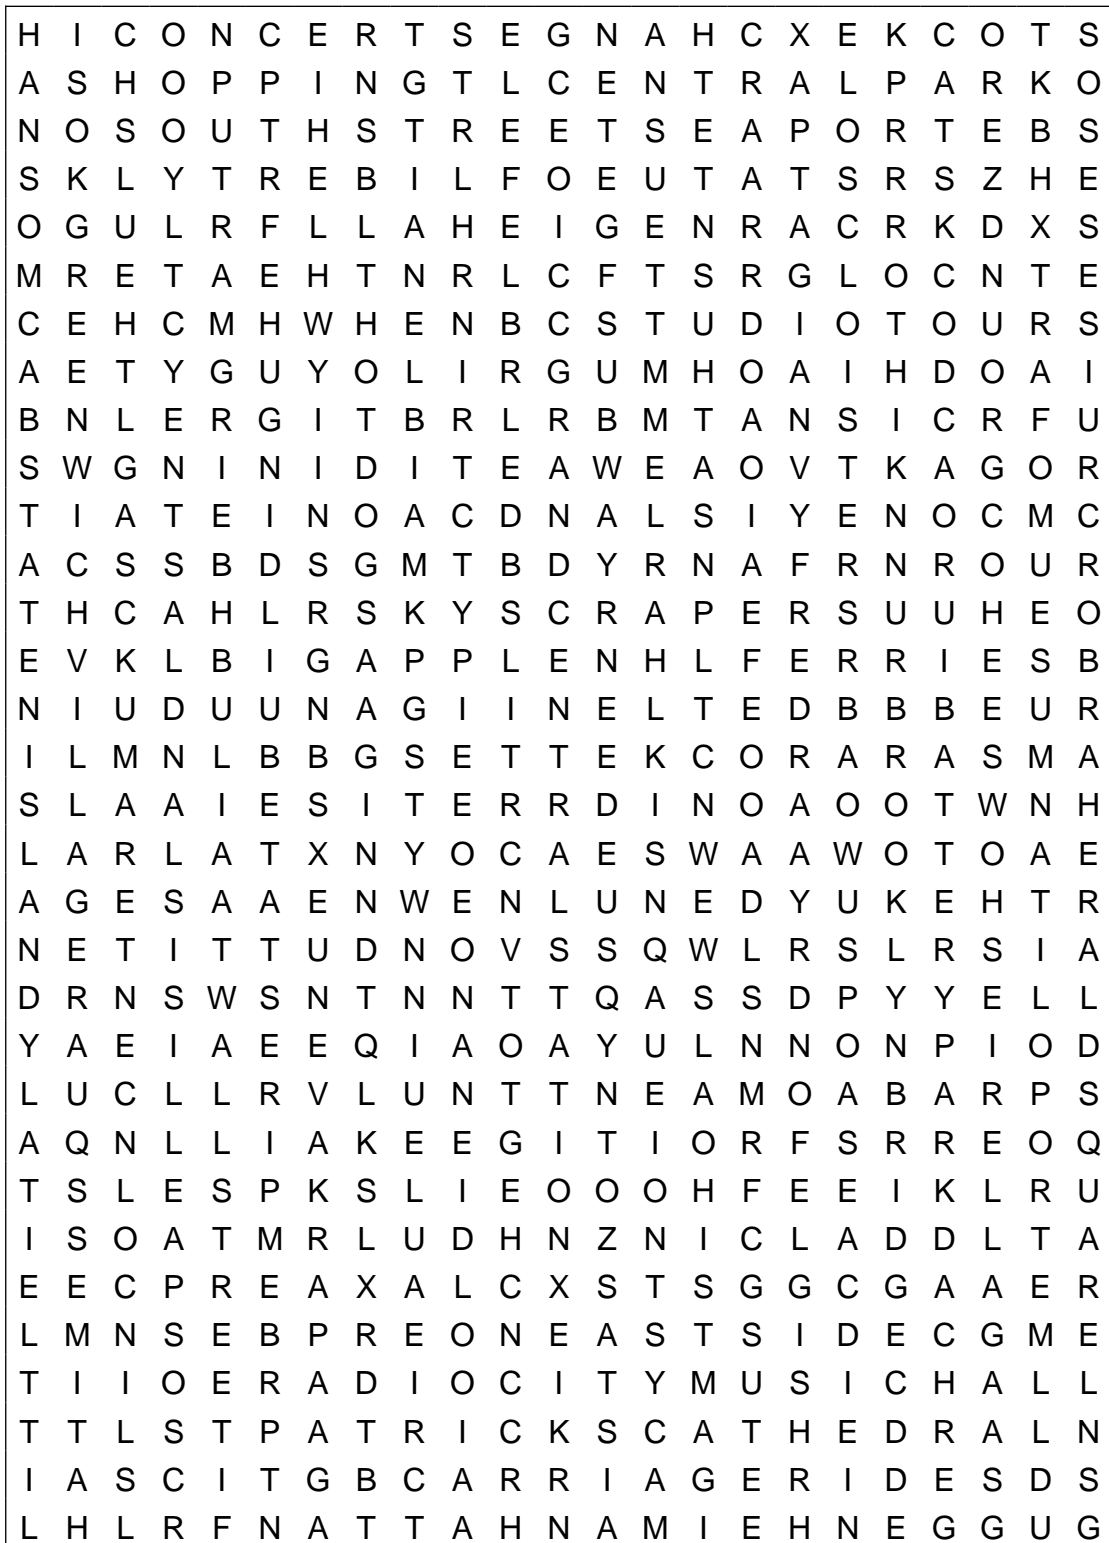 H I C O N C E R T S E G N A H C X E K C O T S
A S H O P P I N G T L C E N T R A L P A R K O
N O S O U T H S T R E E T S E A P O R T E B S
S K L Y T R E B I L F O E U T A T S R S Z H E
O G U L R F L L A H E I G E N R A C R K D X S
M R E T A E H T N R L C F T S R G L O C N T E
C E H C M H W H E N B C S T U D I O T O U R S
A E T Y G U Y O L I R G U M H O A I H D O A I
B N L E R G I T B R L R B M T A N S I C R F U
S W G N I N I D I T E A W E A O V T K A G O R
T I A T E I N O A C D N A L S I Y E N O C M C
A C S S B D S G M T B D Y R N A F R N R O U R
T H C A H L R S K Y S C R A P E R S U U H E O
E V K L B I G A P P L E N H L F E R R I E S B
N I U D U U N A G I I N E L T E D B B B E U R
I L M N L B B G S E T T E K C O R A R A S M A
S L A A I E S I T E R R D I N O A O O T W N H
L A R L A T X N Y O C A E S W A A W O T O A E
A G E S A A E N W E N L U N E D Y U K E H T R
N E T I T T U D N O V S S Q W L R S L R S I A
D R N S W S N T N N T T Q A S S D P Y Y E L L
Y A E I A E E Q I A O A Y U L N N O N P I O D
L U C L L R V L U N T T N E A M O A B A R P S
A Q N L L I A K E E G I T I O R F S R R E O Q
T S L E S P K S L I E O O O H F E E I K L R U
I S O A T M R L U D H N Z N I C L A D D L T A
E E C P R E A X A L C X S T S G G C G A A E R
L M N S E B P R E O N E A S T S I D E C G M E
T I I O E R A D I O C I T Y M U S I C H A L L
T T L S T P A T R I C K S C A T H E D R A L N
I A S C I T G B C A R R I A G E R I D E S D S
L H L R F N A T T A H N A M I E H N E G G U G